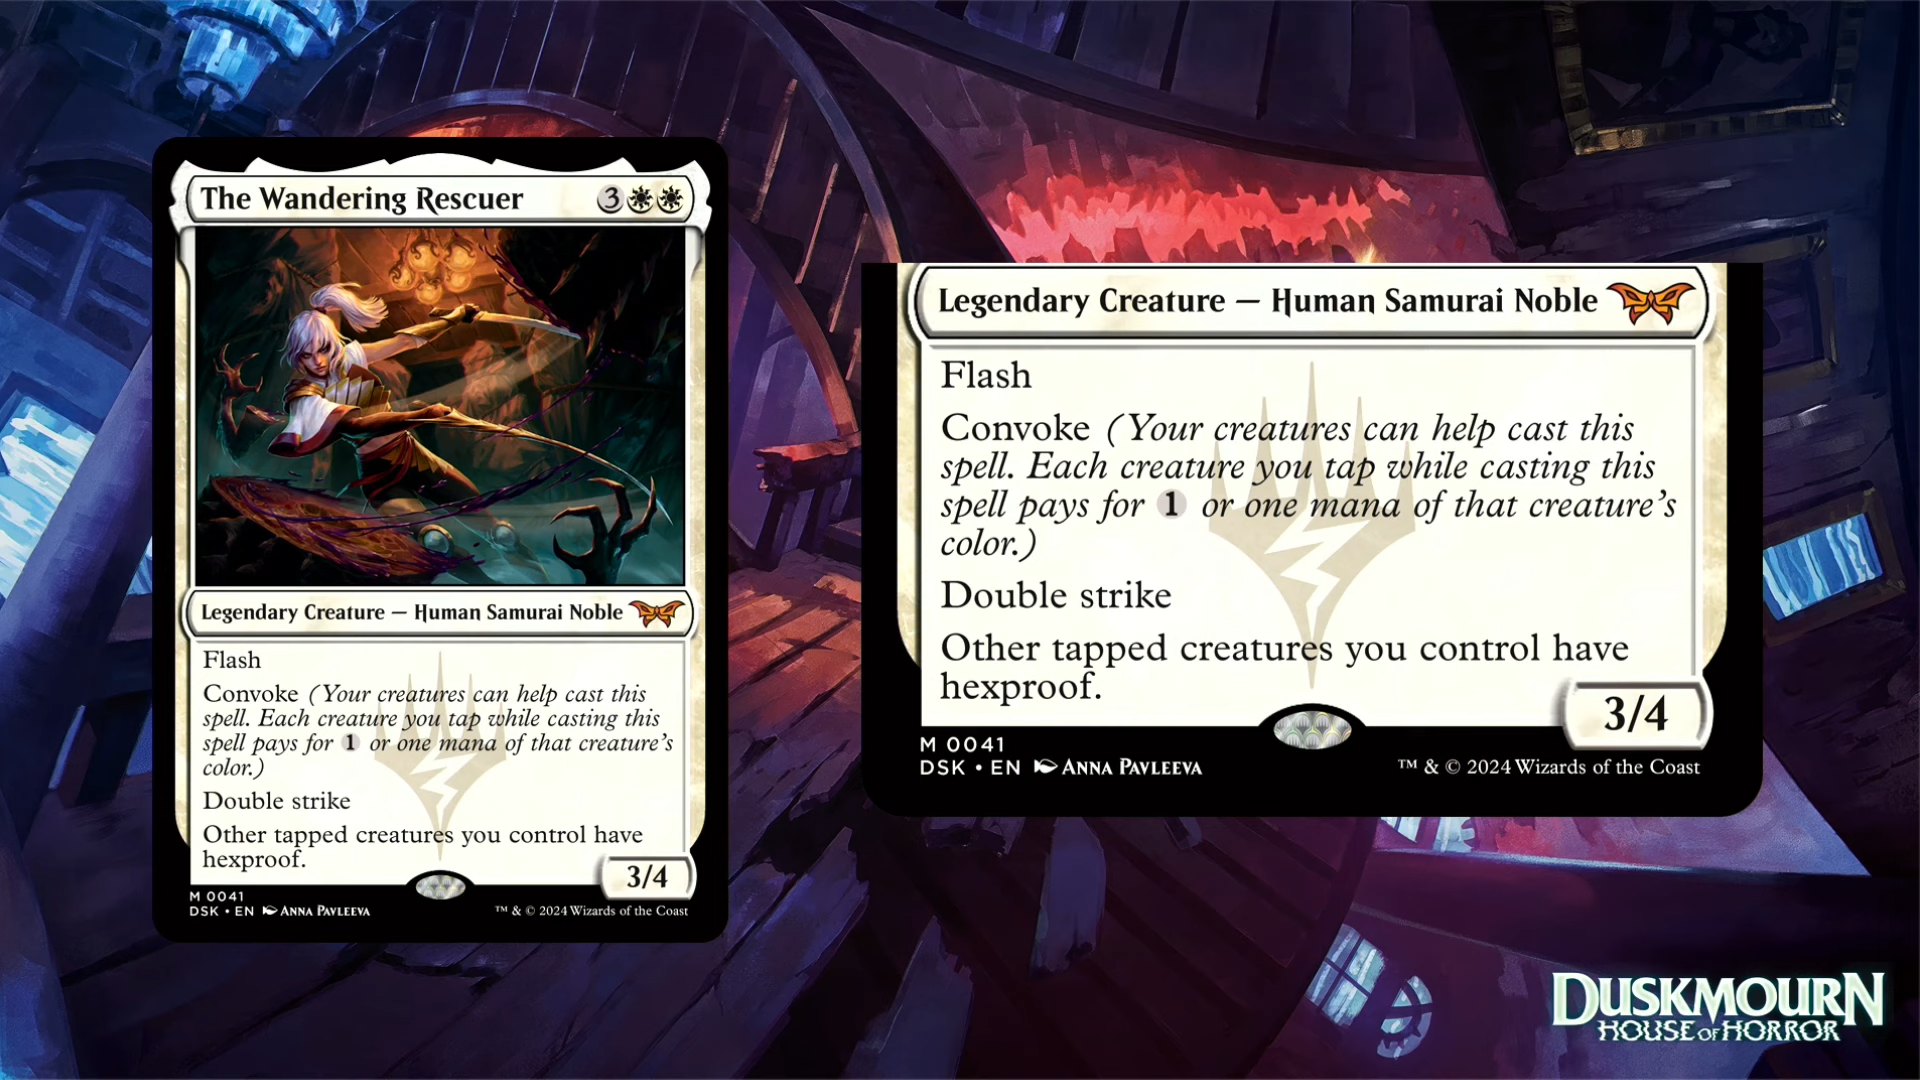 The Wandering Rescuer 3
Legendary Creature — Human Samurai Noble
Flash
Convoke (Your creatures can help cast this
spell. Each creature you tap while casting this
spell pays for 1 or one mana of that creature's
color.)
Double strike
Other tapped creatures you control have
hexproof.
3/4
M 0041
DSK • EN ANNA PAVLEEVA
™ & © 2024 Wizards of the Coast
Legendary Creature — Human Samurai Noble
Flash
Convoke (Your creatures can help cast this
spell. Each creature you tap while casting this
spell pays for 1 or one mana of that creature's
color.)
Double strike
Other tapped creatures you control have
hexproof.
3/4
M 0041
DSK • EN ANNA PAVLEEVA
™ & © 2024 Wizards of the Coast
DUSKMOURN
HOUSE OF HORROR